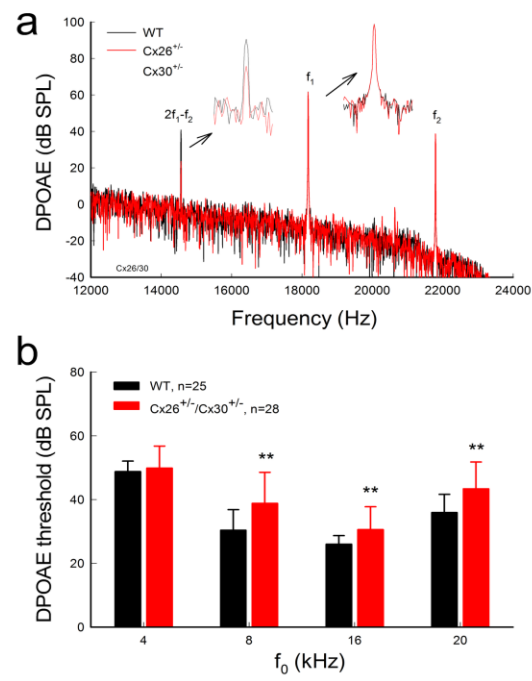 a
DPOAE (dB SPL)
100
80
60
40
20
0
-20
-40
WT
Cx26+/-
Cx30+/-
2f1-f2
f1
f2
Cx26/30
12000 14000 16000 18000 20000 22000 24000
Frequency (Hz)
b
DPOAE threshold (dB SPL)
80
60
40
20
0
WT, n=25
Cx26+/-/Cx30+/-, n=28
** ** **
4 8 16 20
f0 (kHz)